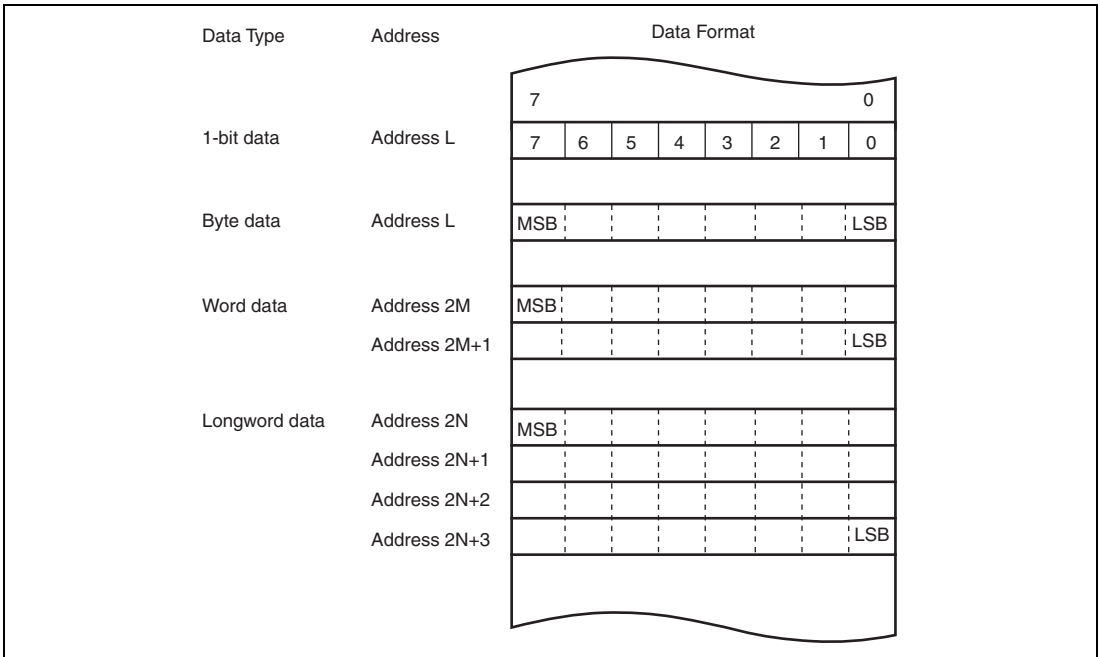 Data Type Address Data Format
7 0
1-bit data Address L 7 6 5 4 3 2 1 0
Byte data Address L MSB LSB
Word data Address 2M MSB
Address 2M+1 LSB
Longword data Address 2N MSB
Address 2N+1
Address 2N+2
Address 2N+3 LSB